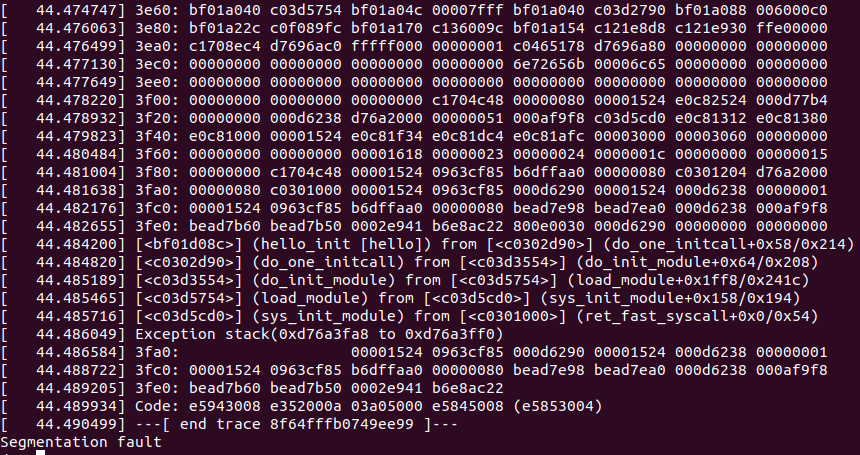 [   44.474747] 3e60: bf01a040 c03d5754 bf01a04c 00007fff bf01a040 c03d2790 bf01a088 006000c0
[   44.476063] 3e80: bf01a22c c0f089fc bf01a170 c136009c bf01a154 c121e8d8 c121e930 ffe00000
[   44.476499] 3ea0: c1708ec4 d7696ac0 fffff000 00000001 c0465178 d7696a80 00000000 00000000
[   44.477130] 3ec0: 00000000 00000000 00000000 00000000 6e72656b 00006c65 00000000 00000000
[   44.477649] 3ee0: 00000000 00000000 00000000 00000000 00000000 00000000 00000000 00000000
[   44.478220] 3f00: 00000000 00000000 00000000 c1704c48 00000080 00001524 e0c82524 000d77b4
[   44.478932] 3f20: 00000000 000d6238 d76a2000 00000051 000af9f8 c03d5cd0 e0c81312 e0c81380
[   44.479823] 3f40: e0c81000 00001524 e0c81f34 e0c81dc4 e0c81afc 00003000 00003060 00000000
[   44.480484] 3f60: 00000000 00000000 00001618 00000023 00000024 0000001c 00000000 00000015
[   44.481004] 3f80: 00000000 c1704c48 00001524 0963cf85 b6dffaa0 00000080 c0301204 d76a2000
[   44.481638] 3fa0: 00000080 c0301000 00001524 0963cf85 000d6290 00001524 000d6238 00000001
[   44.482176] 3fc0: 00001524 0963cf85 b6dffaa0 00000080 bead7e98 bead7ea0 000d6238 000af9f8
[   44.482655] 3fe0: bead7b60 bead7b50 0002e941 b6e8ac22 800e0030 000d6290 00000000 00000000
[   44.484200] [<bf01d08c>] (hello_init [hello]) from [<c0302d90>] (do_one_initcall+0x58/0x214)
[   44.484820] [<c0302d90>] (do_one_initcall) from [<c03d3554>] (do_init_module+0x64/0x208)
[   44.485189] [<c03d3554>] (do_init_module) from [<c03d5754>] (load_module+0x1ff8/0x241c)
[   44.485465] [<c03d5754>] (load_module) from [<c03d5cd0>] (sys_init_module+0x158/0x194)
[   44.485716] [<c03d5cd0>] (sys_init_module) from [<c0301000>] (ret_fast_syscall+0x0/0x54)
[   44.486049] Exception stack(0xd76a3fa8 to 0xd76a3ff0)
[   44.486584] 3fa0:                   00001524 0963cf85 000d6290 00001524 000d6238 00000001
[   44.488722] 3fc0: 00001524 0963cf85 b6dffaa0 00000080 bead7e98 bead7ea0 000d6238 000af9f8
[   44.489205] 3fe0: bead7b60 bead7b50 0002e941 b6e8ac22
[   44.489934] Code: e5943008 e352000a 03a05000 e5845008 (e5853004)
[   44.490499] ---[ end trace 8f64fffb0749ee99 ]---
Segmentation fault